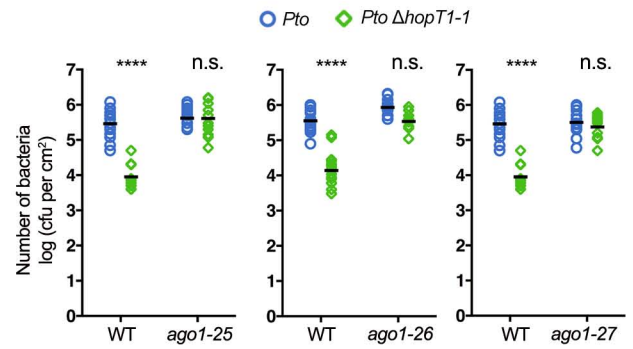 Pto Pto ΔhopT1-1
Number of bacteria
log (cfu per cm²)
**** n.s. **** n.s. **** n.s.
7 7 7
6 6 6
5 5 5
4 4 4
3 3 3
2 2 2
1 1 1
0 0 0
WT ago1-25 WT ago1-26 WT ago1-27